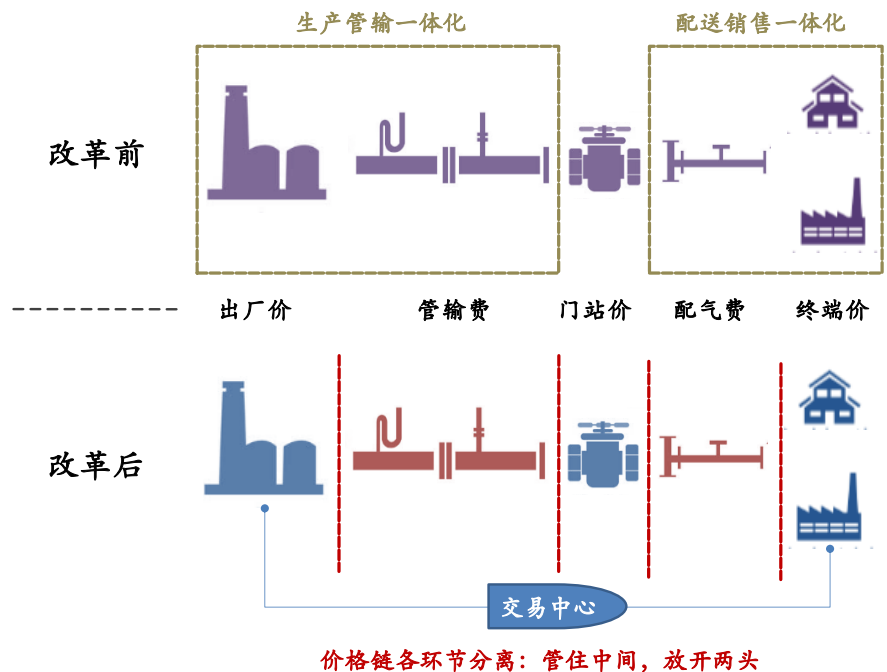 生产管输一体化
配送销售一体化
改革前
出厂价
管输费
门站价
配气费
终端价
改革后
交易中心
价格链各环节分离：管住中间，放开两头